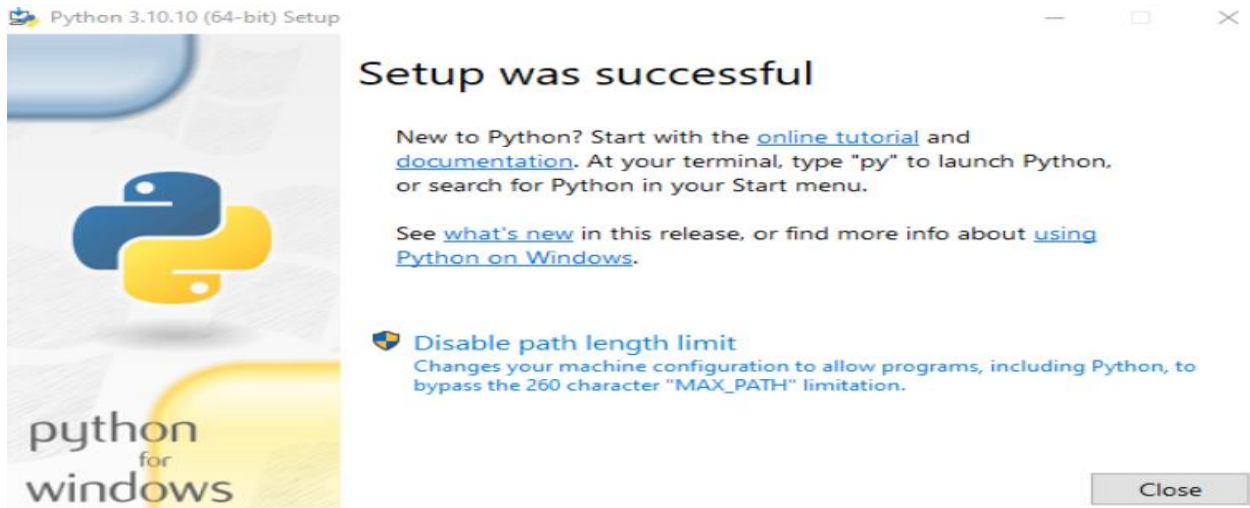 Python 3.10.10 (64-bit) Setup
Setup was successful
New to Python? Start with the online tutorial and
documentation. At your terminal, type "py" to launch Python,
or search for Python in your Start menu.
See what's new in this release, or find more info about using
Python on Windows.
Disable path length limit
Changes your machine configuration to allow programs, including Python, to
bypass the 260 character "MAX_PATH" limitation.
python
for
windows
Close